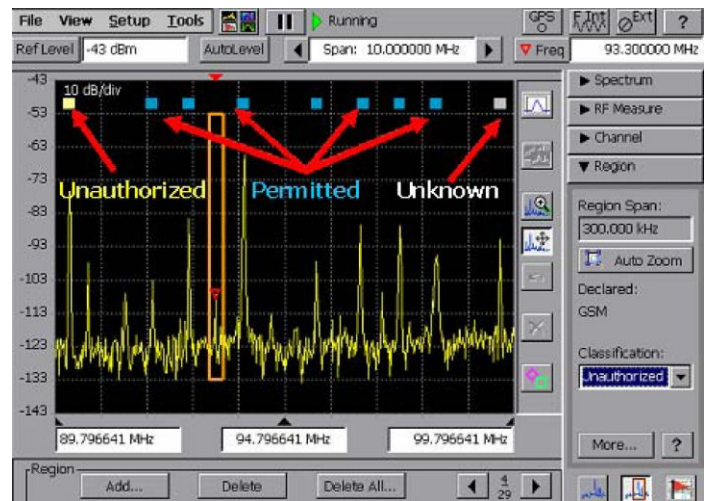 File View Setup Tools Running GPS F.Int Ext ?
Ref Level -43 dBm AutoLevel Span: 10.000000 MHz Freq 93.300000 MHz
-43
10 dB/div
-53
-63
-73
-83
-93
-103
-113
-123
-133
-143
Unauthorized Permitted Unknown
89.796641 MHz 94.796641 MHz 99.796641 MHz
Region
Add... Delete Delete All... 4
29
Spectrum
RF Measure
Channel
Region
Region Span:
300.000 kHz
Auto Zoom
Declared:
GSM
Classification:
Unauthorized
More... ?